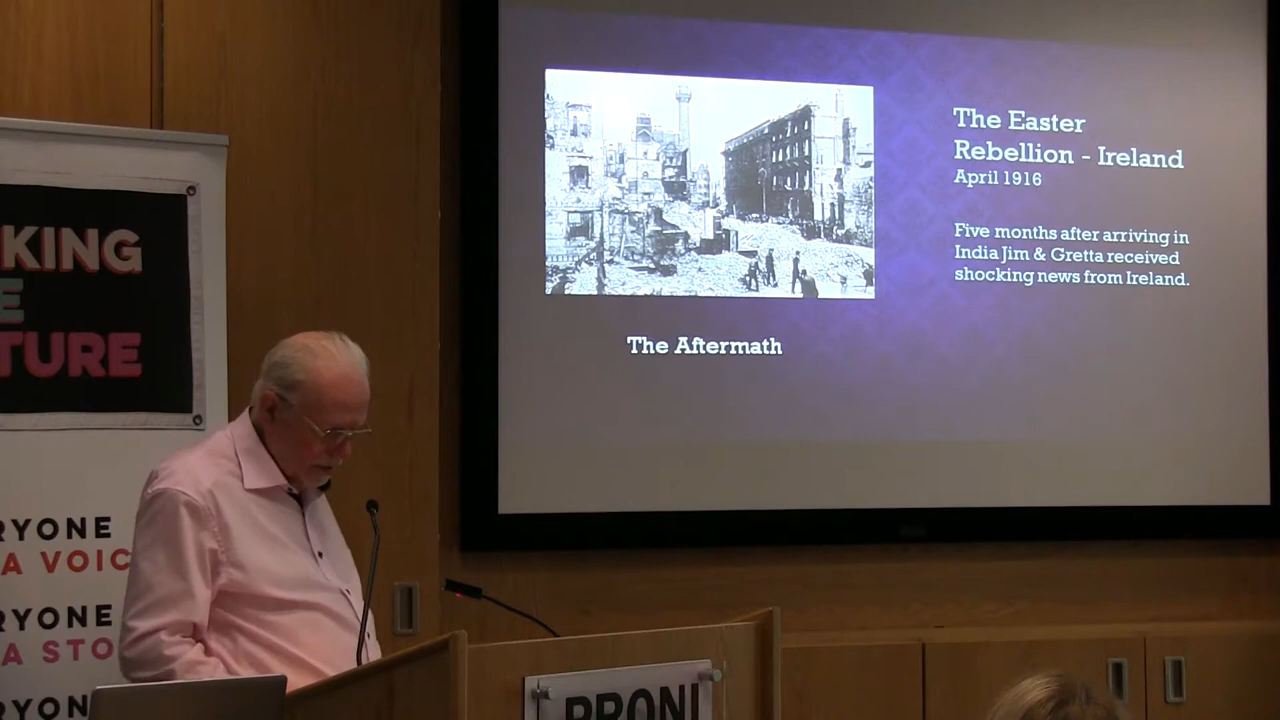 KING
E
TURE
RYONE
A VOIC
RYONE
A STO
RYON
The Easter
Rebellion - Ireland
April 1916
Five months after arriving in
India Jim & Gretta received
shocking news from Ireland.
The Aftermath
PRONI